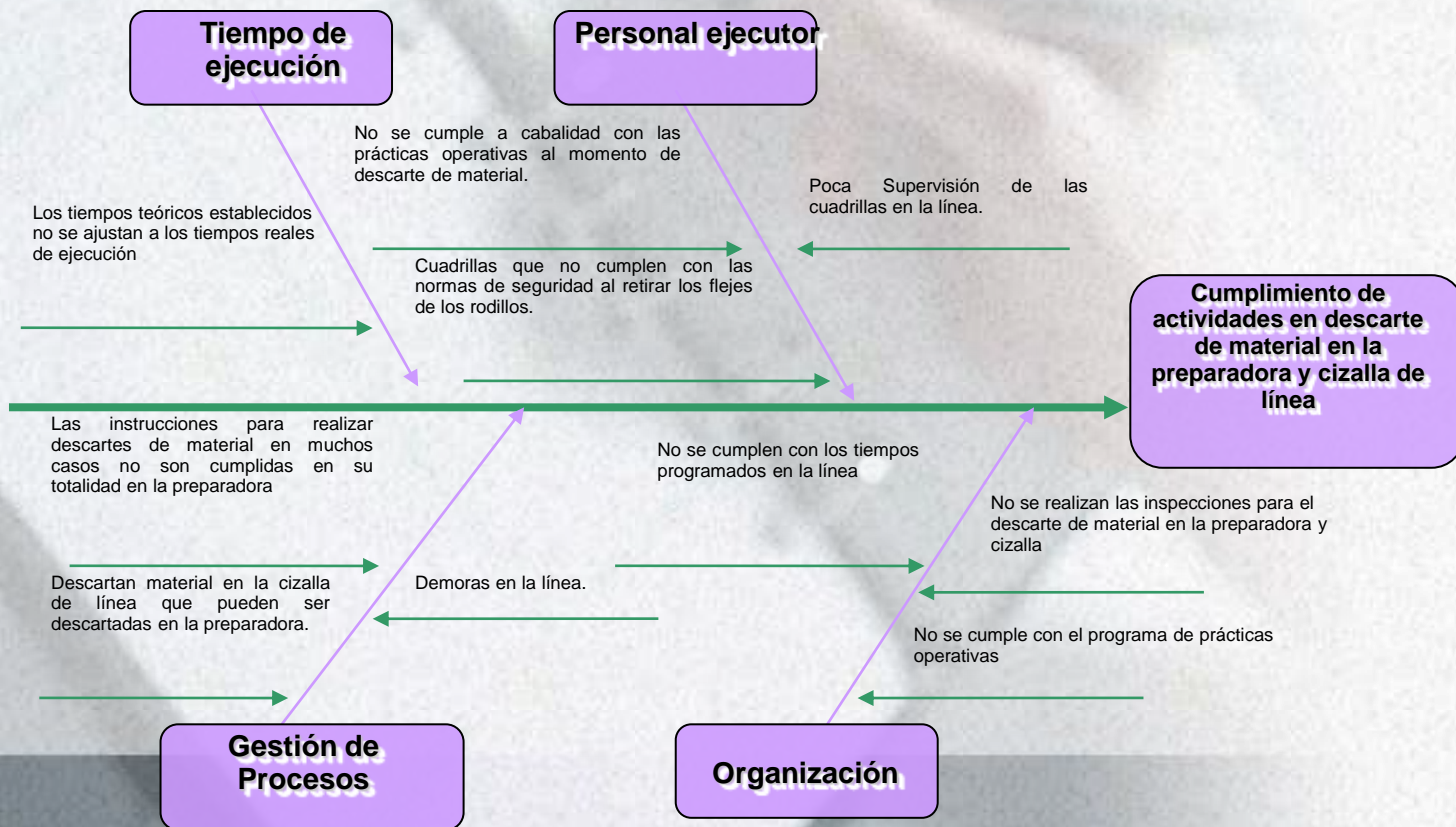 Tiempo de
ejecución
Personal ejecutor
No se cumple a cabalidad con las
prácticas operativas al momento de
descarte de material.
Poca Supervisión de las
cuadrillas en la línea.
Los tiempos teóricos establecidos
no se ajustan a los tiempos reales
de ejecución
Cuadrillas que no cumplen con las
normas de seguridad al retirar los flejes
de los rodillos.
Cumplimiento de
actividades en descarte
de material en la
preparadora y cizalla de
línea
Las instrucciones para realizar
descartes de material en muchos
casos no son cumplidas en su
totalidad en la preparadora
No se cumplen con los tiempos
programados en la línea
No se realizan las inspecciones para el
descarte de material en la preparadora y
cizalla
Descartan material en la cizalla
de línea que pueden ser
descartadas en la preparadora.
Demoras en la línea.
No se cumple con el programa de prácticas
operativas
Gestión de
Procesos
Organización